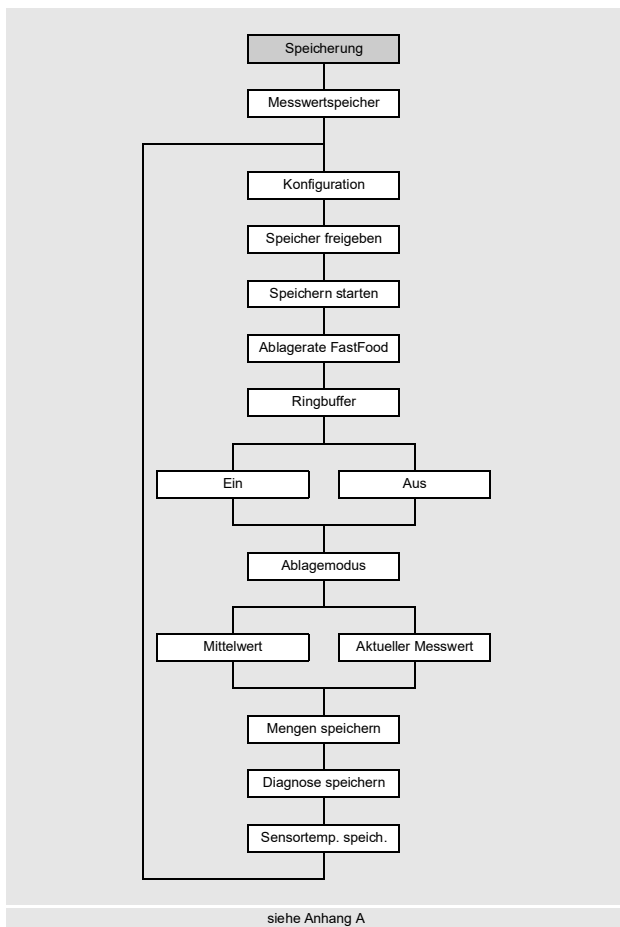 Speicherung
Messwertspeicher
Konfiguration
Speicher freigeben
Speichern starten
Ablagerate FastFood
Ringbuffer
Ein
Aus
Ablagemodus
Mittelwert
Aktueller Messwert
Mengen speichern
Diagnose speichern
Sensortemp. speich.
siehe Anhang A